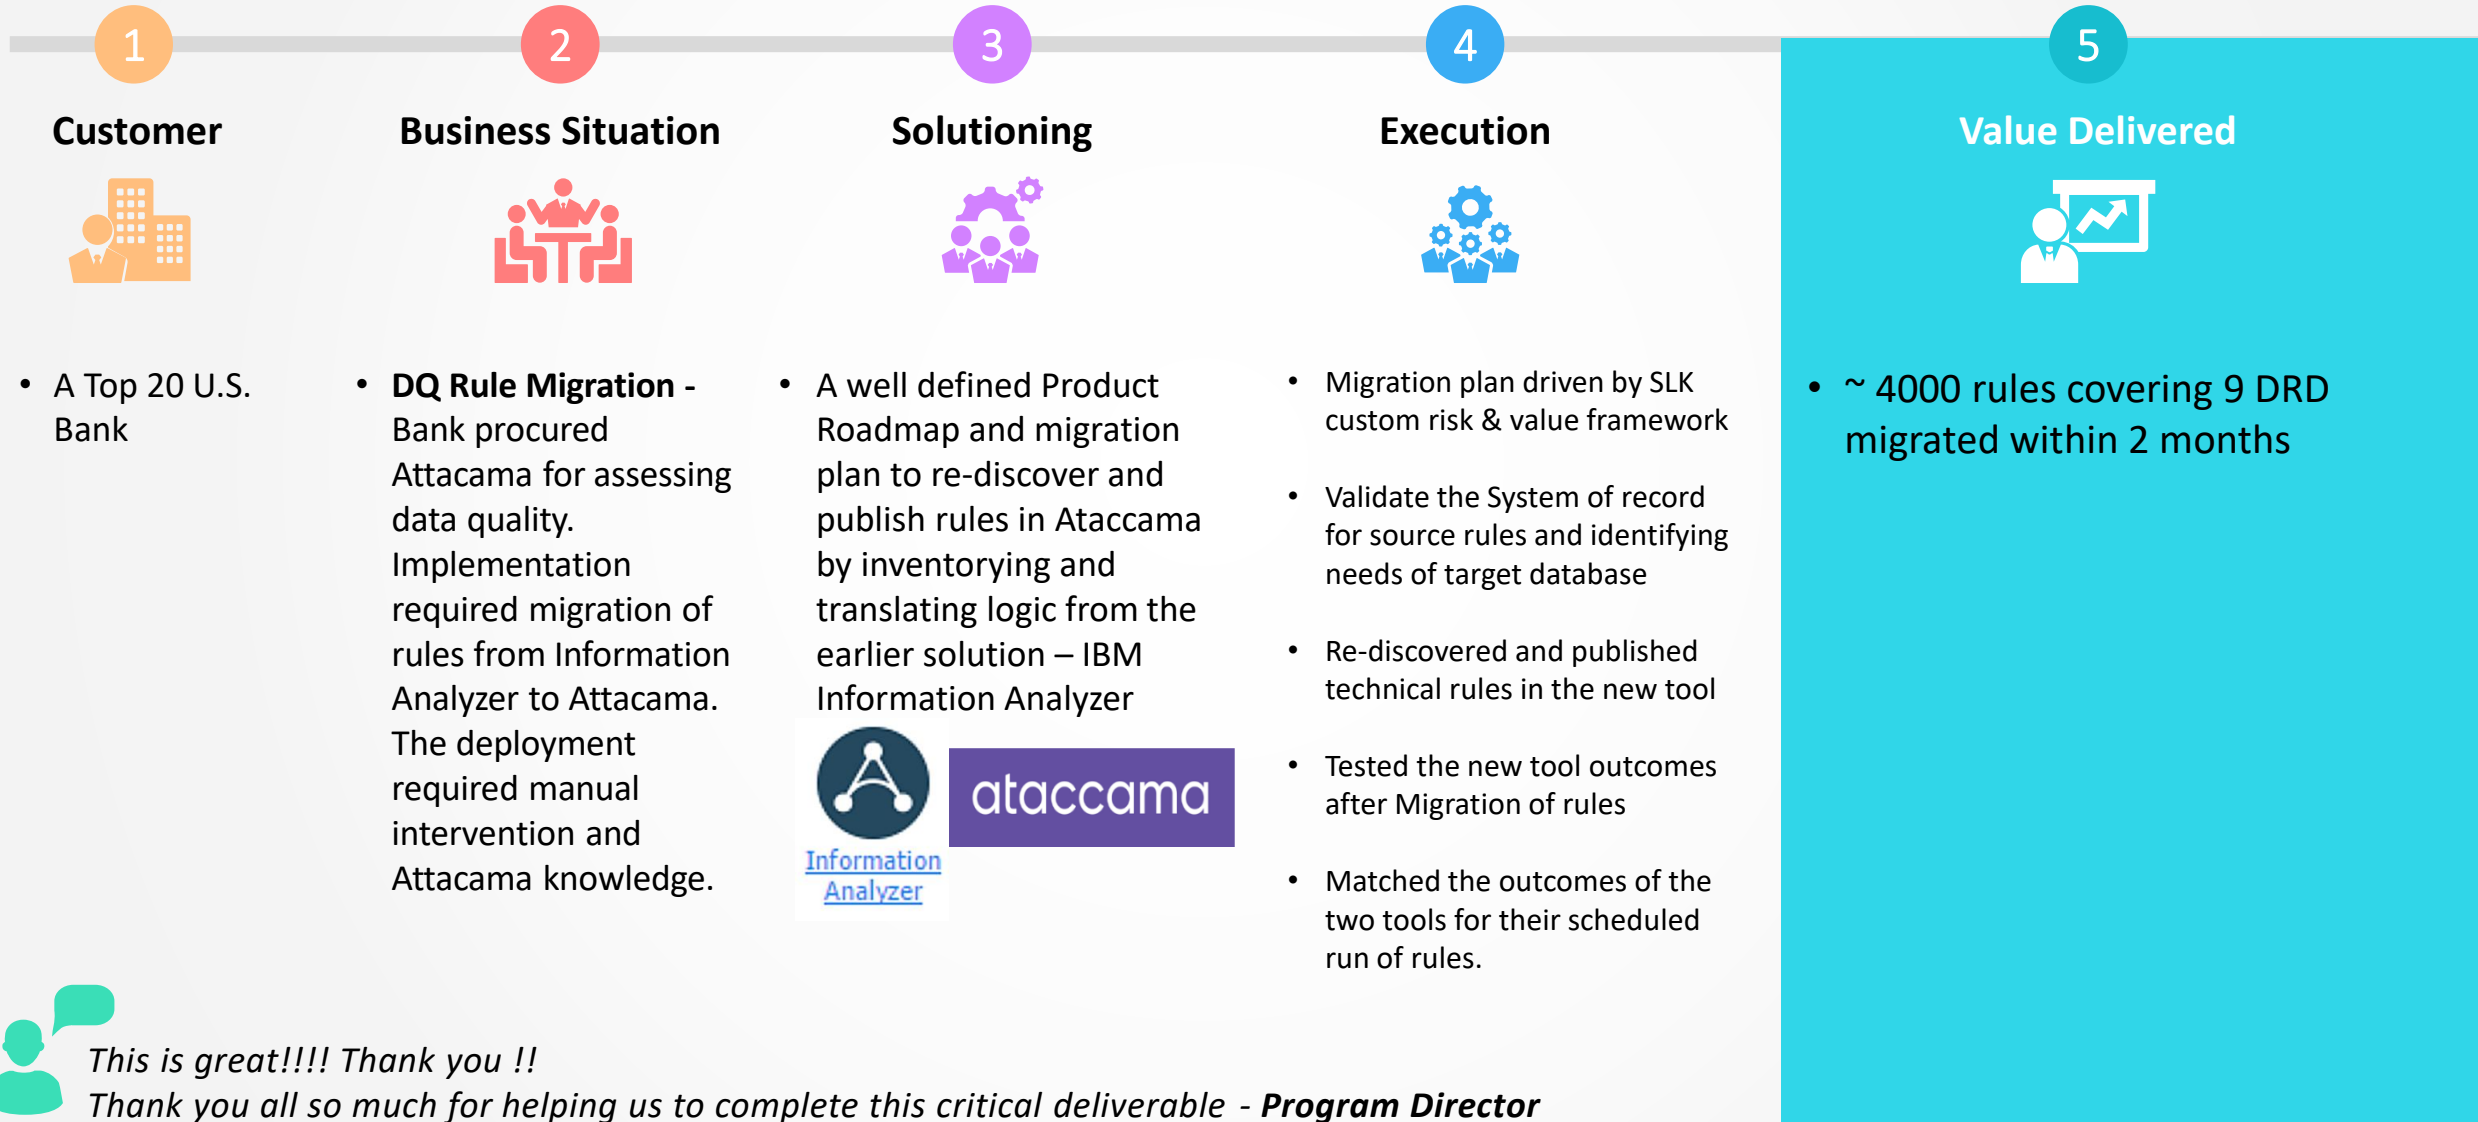 1
Customer
• A Top 20 U.S.
Bank
2
Business Situation
• DQ Rule Migration -
Bank procured
Attacama for assessing
data quality.
Implementation
required migration of
rules from Information
Analyzer to Attacama.
The deployment
required manual
intervention and
Attacama knowledge.
3
Solutioning
• A well defined Product
Roadmap and migration
plan to re-discover and
publish rules in Ataccama
by inventorying and
translating logic from the
earlier solution – IBM
Information Analyzer
Information
Analyzer
ataccama
4
Execution
• Migration plan driven by SLK
custom risk & value framework
• Validate the System of record
for source rules and identifying
needs of target database
• Re-discovered and published
technical rules in the new tool
• Tested the new tool outcomes
after Migration of rules
• Matched the outcomes of the
two tools for their scheduled
run of rules.
5
Value Delivered
• ~ 4000 rules covering 9 DRD
migrated within 2 months
This is great!!!! Thank you !!
Thank you all so much for helping us to complete this critical deliverable - Program Director